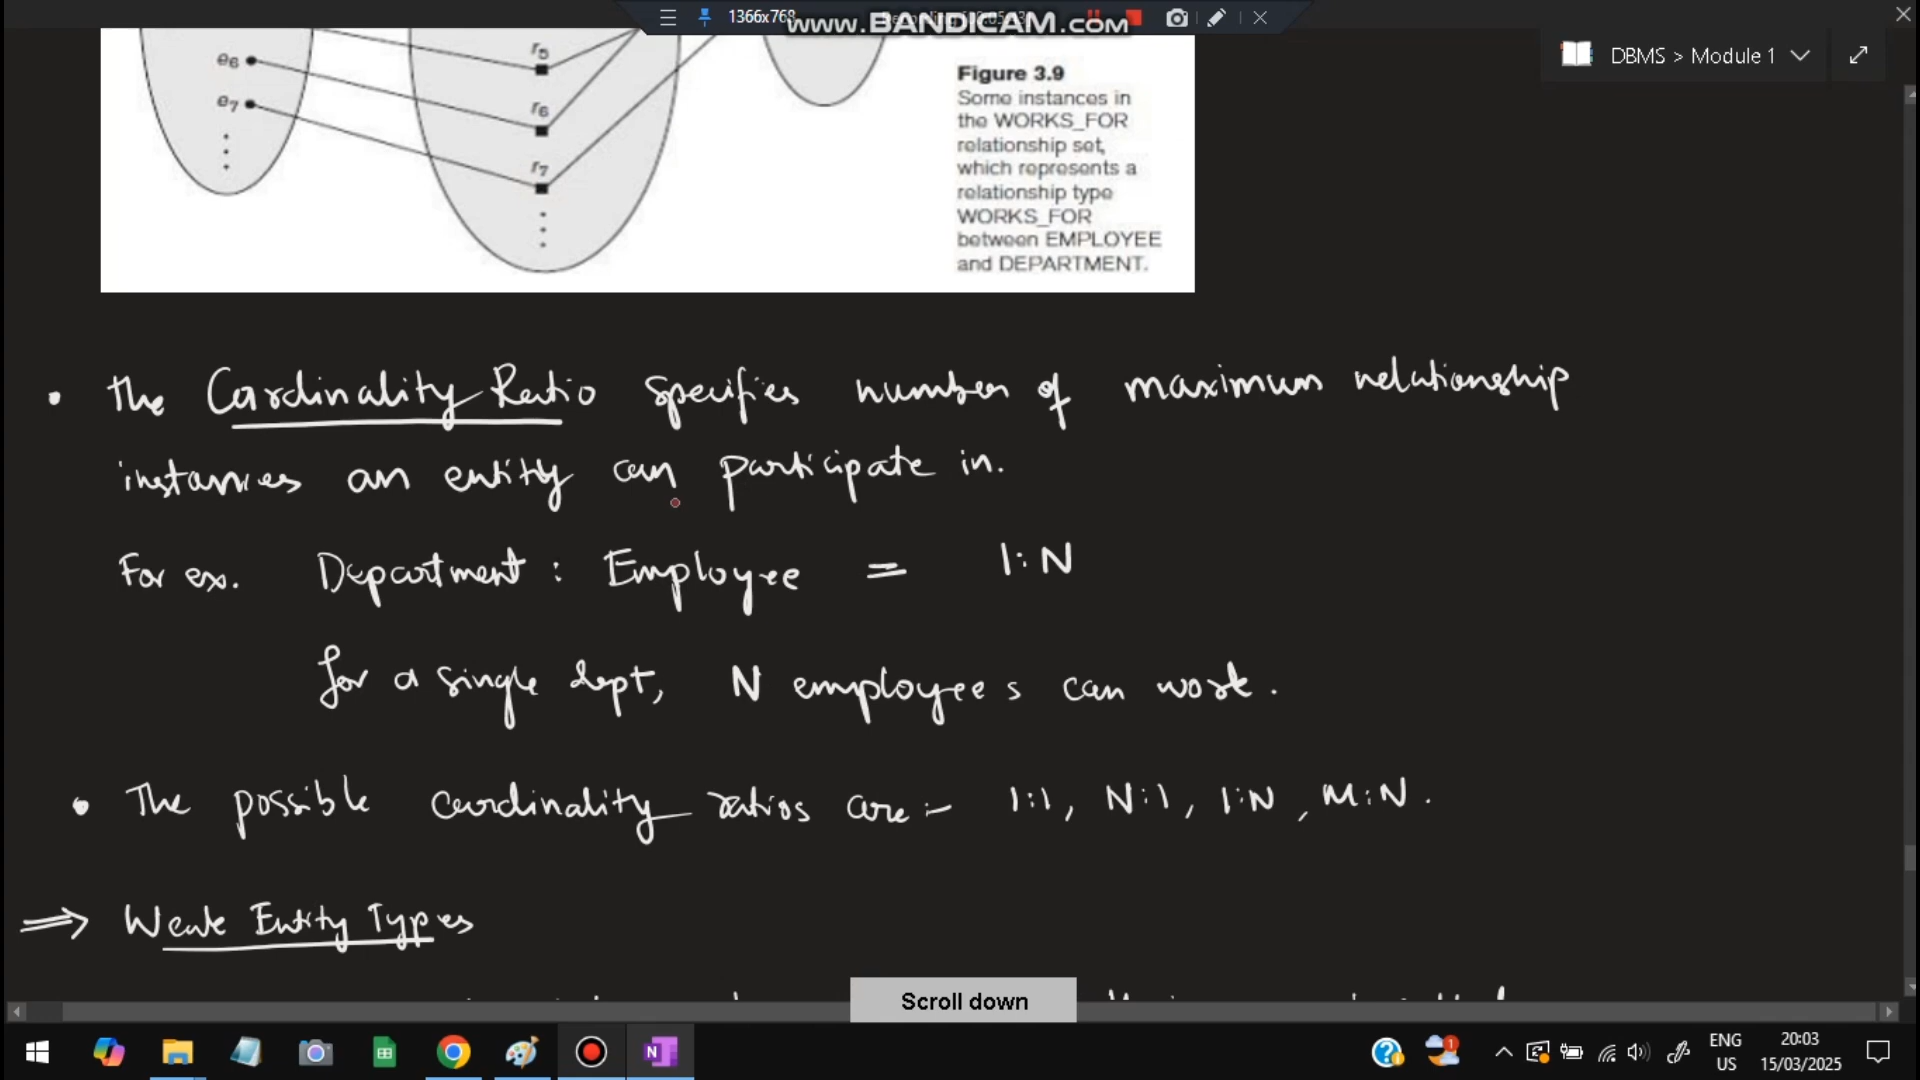 1366x768
www.BANDICAM.com
DBMS > Module 1
e6
e7
r5
r6
r7
Figure 3.9
Some instances in
the WORKS_FOR
relationship set,
which represents a
relationship type
WORKS_FOR
between EMPLOYEE
and DEPARTMENT.
• The Cardinality Ratio specifies number of maximum relationship
instances an entity can participate in.
For ex. Department : Employee = 1:N
for a single dept, N employees can work.
• The possible cardinality ratios are :- 1:1, N:1, 1:N, M:N.
⇒ Weak Entity Types
Scroll down
ENG
US
20:03
15/03/2025